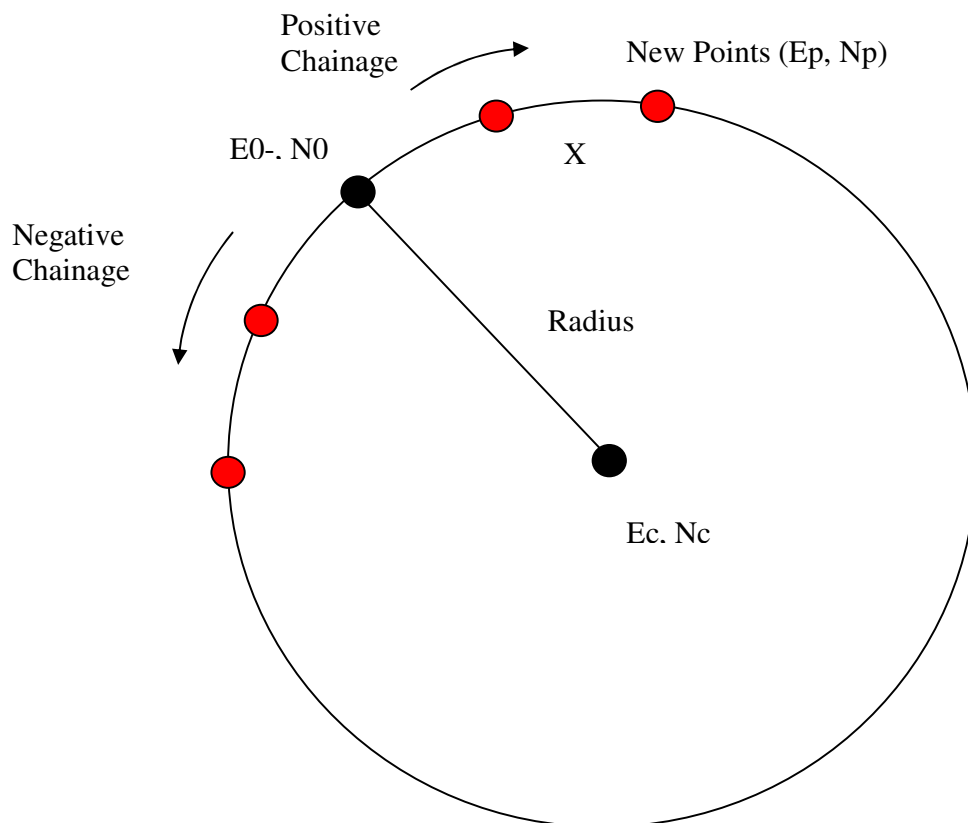 Positive
Chainage
New Points (Ep, Np)
E0-, N0
X
Negative
Chainage
Radius
Ec, Nc